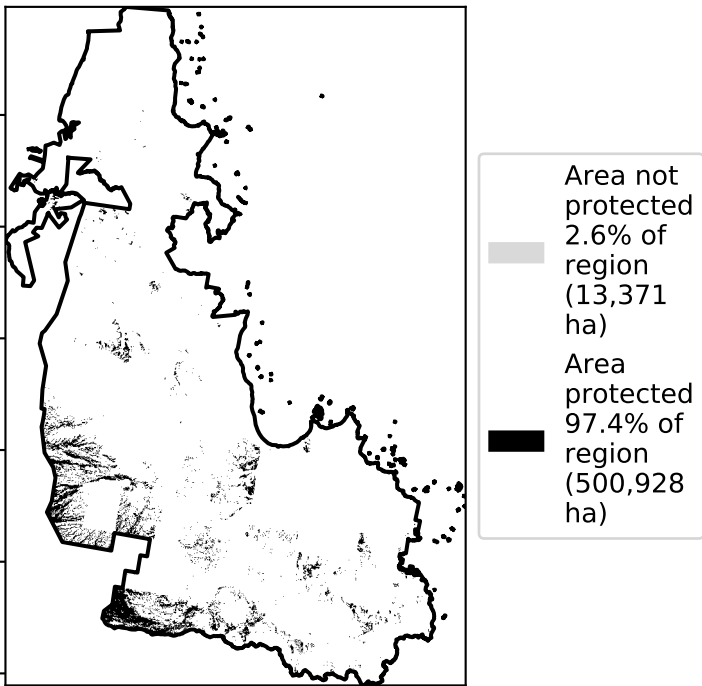 Area not
protected
2.6% of
region
(13,371
ha)
Area
protected
97.4% of
region
(500,928
ha)